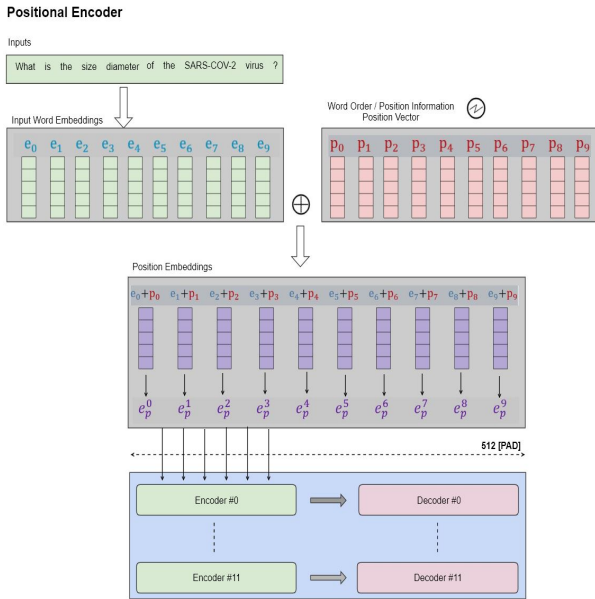 Positional Encoder
Inputs
What is the size diameter of the SARS-COV-2 virus ?
Input Word Embeddings
Word Order / Position Information
Position Vector
e₀ e₁ e₂ e₃ e₄ e₅ e₆ e₇ e₈ e₉
p₀ p₁ p₂ p₃ p₄ p₅ p₆ p₇ p₈ p₉
Position Embeddings
e₀+p₀ e₁+p₁ e₂+p₂ e₃+p₃ e₄+p₄ e₅+p₅ e₆+p₆ e₇+p₇ e₈+p₈ e₉+p₉
eₚ⁰ eₚ¹ eₚ² eₚ³ eₚ⁴ eₚ⁵ eₚ⁶ eₚ⁷ eₚ⁸ eₚ⁹
512 [PAD]
Encoder #0
Decoder #0
Encoder #11
Decoder #11